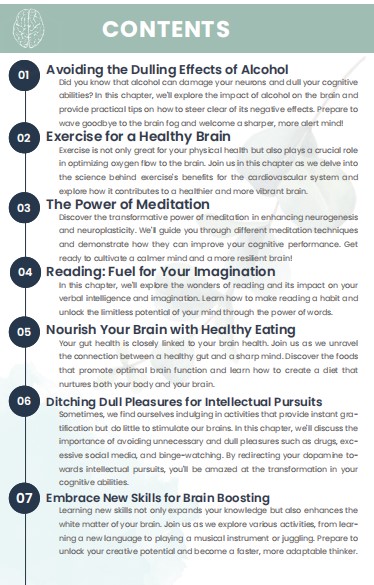 CONTENTS
01 Avoiding the Dulling Effects of Alcohol
Did you know that alcohol can damage your neurons and dull your cognitive
abilities? In this chapter, we'll explore the impact of alcohol on the brain and
provide practical tips on how to steer clear of its negative effects. Prepare to
wave goodbye to the brain fog and welcome a sharper, more alert mind!
02 Exercise for a Healthy Brain
Exercise is not only great for your physical health but also plays a crucial role
in optimizing oxygen flow to the brain. Join us in this chapter as we delve into
the science behind exercise's benefits for the cardiovascular system and
explore how it contributes to a healthier and more vibrant brain.
03 The Power of Meditation
Discover the transformative power of meditation in enhancing neurogenesis
and neuroplasticity. We'll guide you through different meditation techniques
and demonstrate how they can improve your cognitive performance. Get
ready to cultivate a calmer mind and a more resilient brain!
04 Reading: Fuel for Your Imagination
In this chapter, we'll explore the wonders of reading and its impact on your
verbal intelligence and imagination. Learn how to make reading a habit and
unlock the limitless potential of your mind through the power of words.
05 Nourish Your Brain with Healthy Eating
Your gut health is closely linked to your brain health. Join us as we unravel
the connection between a healthy gut and a sharp mind. Discover the foods
that promote optimal brain function and learn how to create a diet that
nurtures both your body and your brain.
06 Ditching Dull Pleasures for Intellectual Pursuits
Sometimes, we find ourselves indulging in activities that provide instant gra-
tification but do little to stimulate our brains. In this chapter, we'll discuss the
importance of avoiding unnecessary and dull pleasures such as drugs, exc-
essive social media, and binge-watching. By redirecting your dopamine to-
wards intellectual pursuits, you'll be amazed at the transformation in your
cognitive abilities.
07 Embrace New Skills for Brain Boosting
Learning new skills not only expands your knowledge but also enhances the
white matter of your brain. Join us as we explore various activities, from lear-
ning a new language to playing a musical instrument or juggling. Prepare to
unlock your creative potential and become a faster, more adaptable thinker.